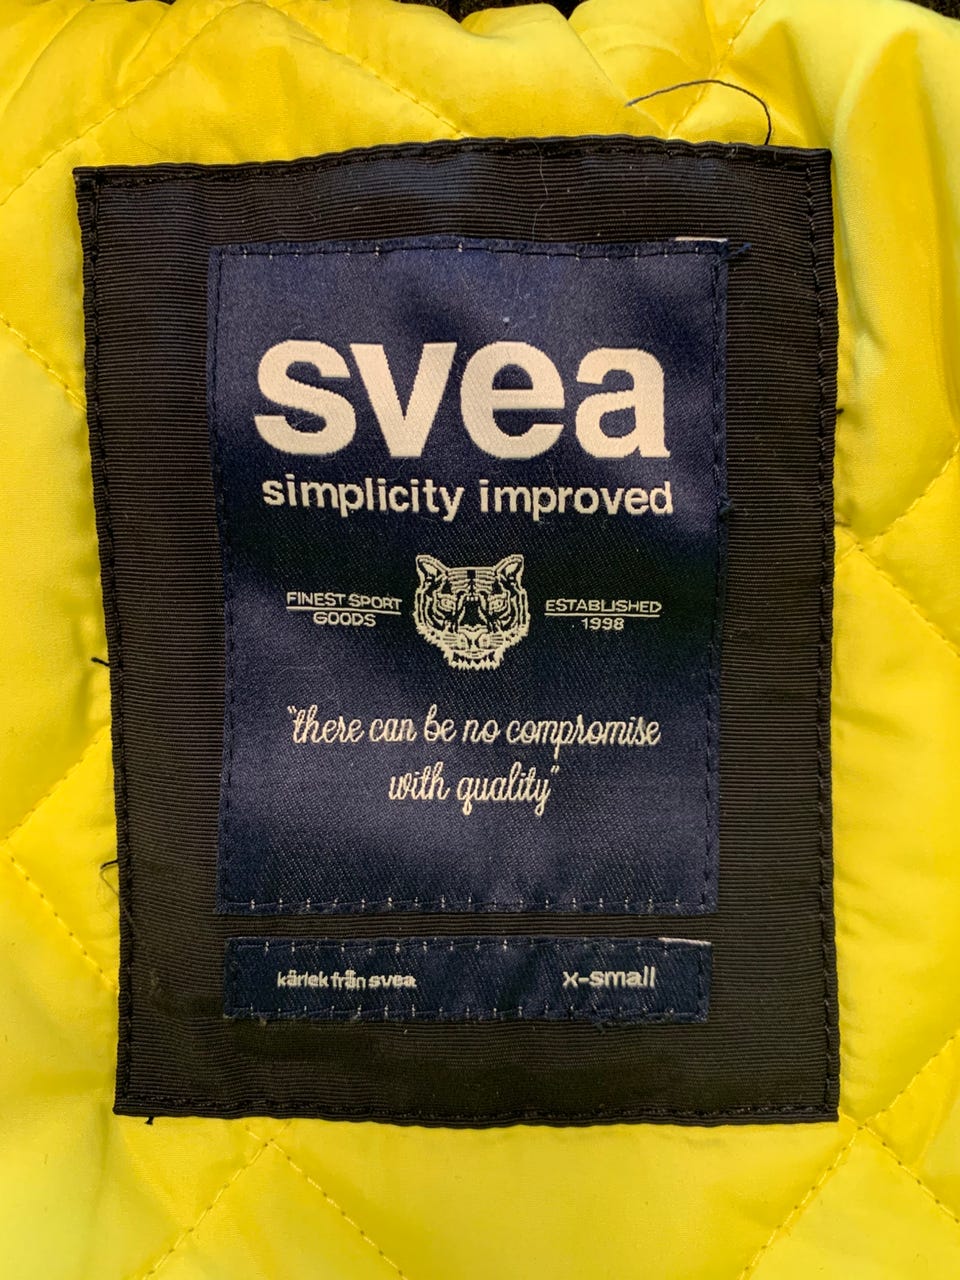 svea
simplicity improved
FINEST SPORT
GOODS
ESTABLISHED
1998
"there can be no compromise
with quality"
kärlek från svea
x-small